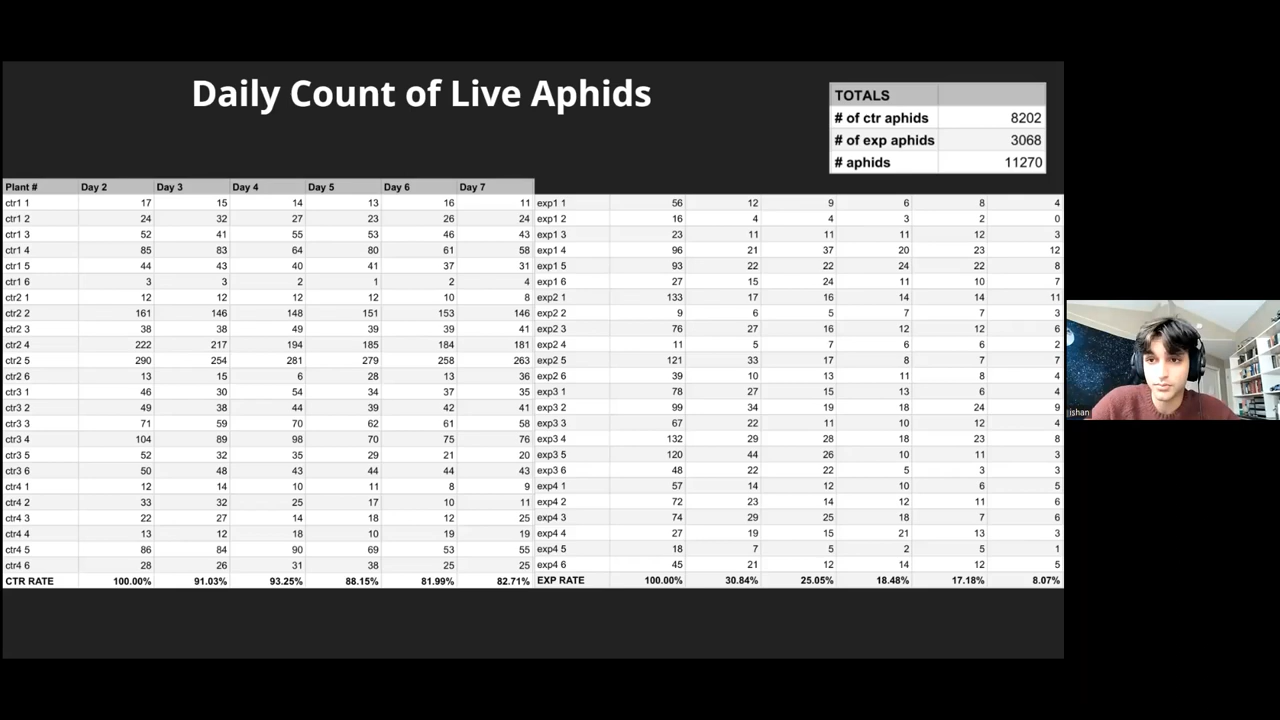 Daily Count of Live Aphids
TOTALS
# of ctr aphids 8202
# of exp aphids 3068
# aphids 11270
Plant # Day 2 Day 3 Day 4 Day 5 Day 6 Day 7
ctr1 1 17 15 14 13 16 11 exp1 1 56 12 9 6 8 4
ctr1 2 24 32 27 23 26 24 exp1 2 16 4 4 3 2 0
ctr1 3 52 41 55 53 46 43 exp1 3 23 11 11 11 12 3
ctr1 4 85 83 64 80 61 58 exp1 4 96 21 37 20 23 12
ctr1 5 44 43 40 41 37 31 exp1 5 93 22 22 24 22 8
ctr1 6 3 3 2 1 2 4 exp1 6 27 15 24 11 10 7
ctr2 1 12 12 12 12 10 8 exp2 1 133 17 16 14 14 11
ctr2 2 161 146 148 151 153 146 exp2 2 9 6 5 7 7 3
ctr2 3 38 38 49 39 39 41 exp2 3 76 27 16 12 12 6
ctr2 4 222 217 194 185 184 181 exp2 4 11 5 7 6 6 2
ctr2 5 290 254 281 279 258 263 exp2 5 121 33 17 8 7 7
ctr2 6 13 15 6 28 13 36 exp2 6 39 10 13 11 8 4
ctr3 1 46 30 54 34 37 35 exp3 1 78 27 15 13 6 4
ctr3 2 49 38 44 39 42 41 exp3 2 99 34 19 18 24 9
ctr3 3 71 59 70 62 61 58 exp3 3 67 22 11 10 12 4
ctr3 4 104 89 98 70 75 76 exp3 4 132 29 28 18 23 8
ctr3 5 52 32 35 29 21 20 exp3 5 120 44 26 10 11 3
ctr3 6 50 48 43 44 44 43 exp3 6 48 22 22 5 3 3
ctr4 1 12 14 10 11 8 9 exp4 1 57 14 12 10 6 5
ctr4 2 33 32 25 17 10 11 exp4 2 72 23 14 12 11 6
ctr4 3 22 27 14 18 12 25 exp4 3 74 29 25 18 7 6
ctr4 4 13 12 18 10 19 19 exp4 4 27 19 15 21 13 3
ctr4 5 86 84 90 69 53 55 exp4 5 18 7 5 2 5 1
ctr4 6 28 26 31 38 25 25 exp4 6 45 21 12 14 12 5
CTR RATE 100.00% 91.03% 93.25% 88.15% 81.99% 82.71% EXP RATE 100.00% 30.84% 25.05% 18.48% 17.18% 8.07%
ishan